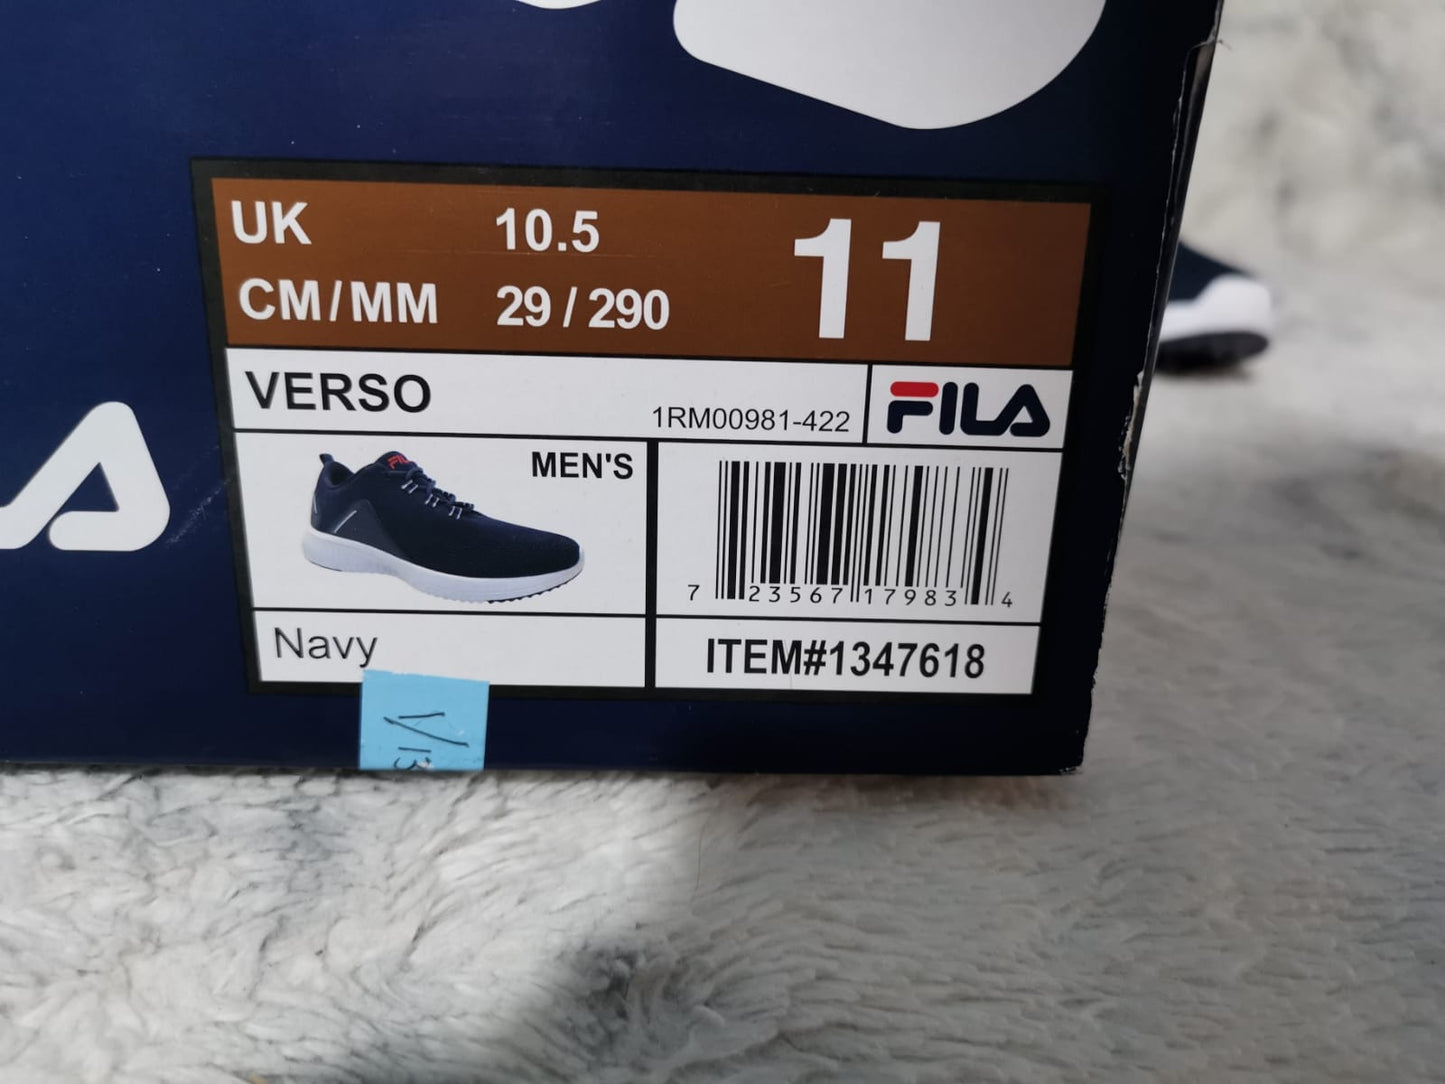 UK 10.5 11
CM/MM 29 / 290
VERSO
1RM00981-422
FILA
MEN'S
7 23567 17983 4
Navy
ITEM#1347618
A